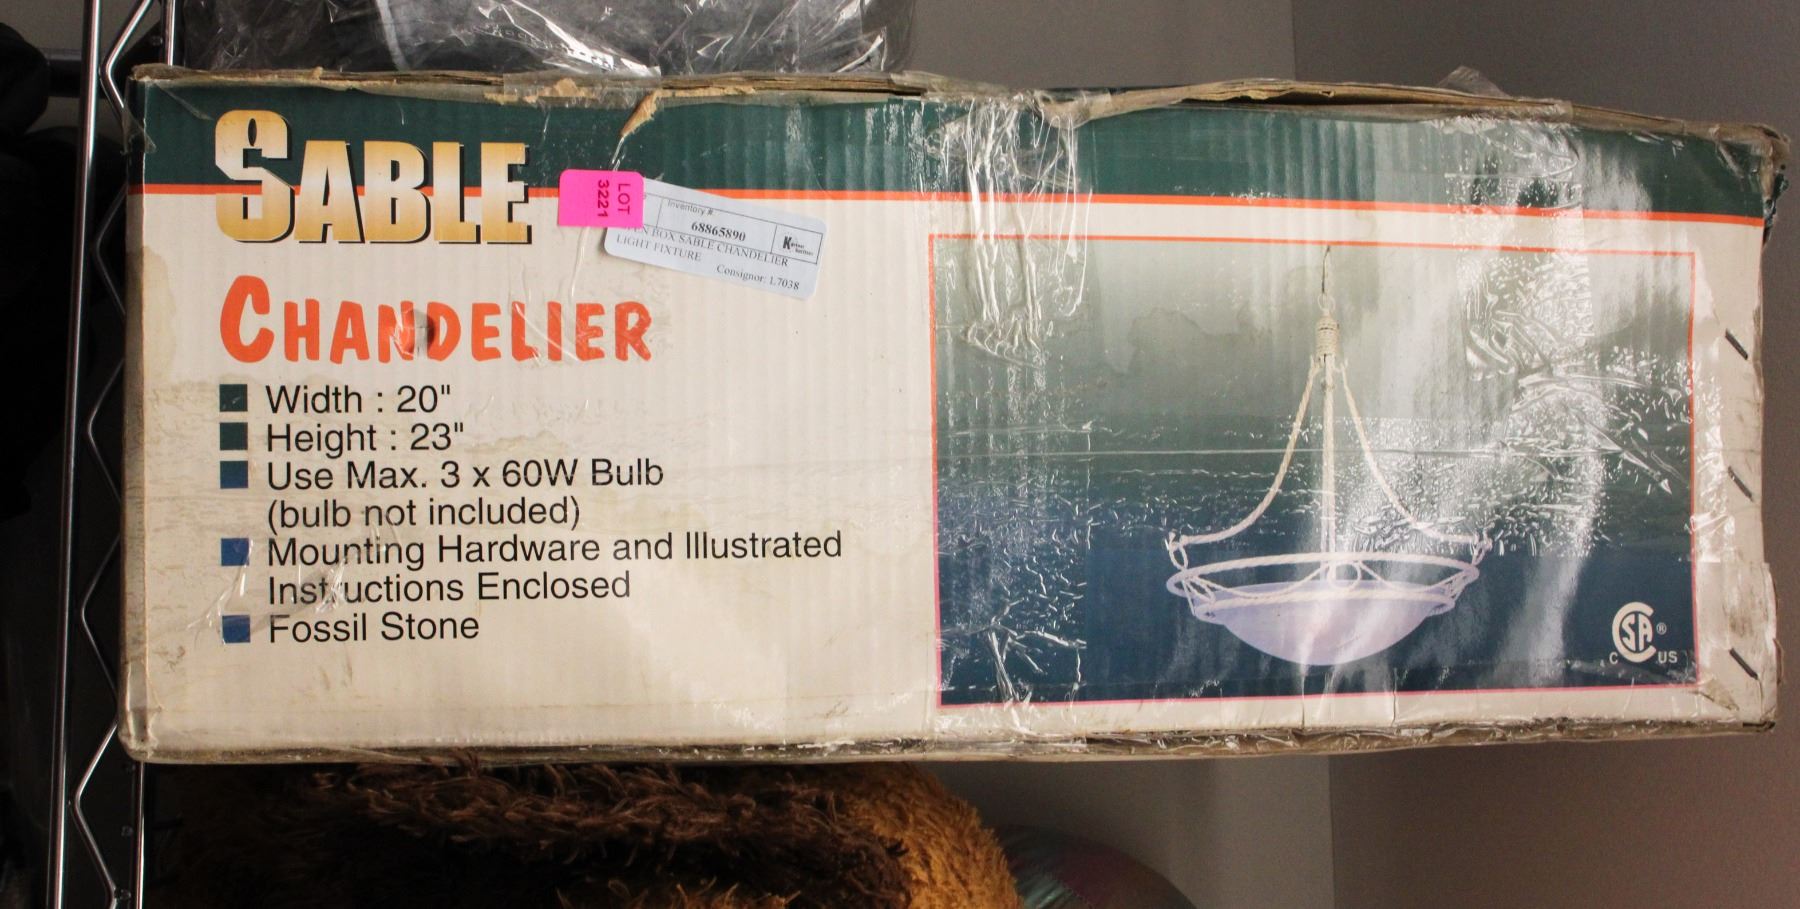 SABLE
LOT
3221
Inventory #
68865890
BOX SABLE CHANDELIER
LIGHT FIXTURE
Consignor: L7038
CHANDELIER
Width : 20"
Height : 23"
Use Max. 3 x 60W Bulb
(bulb not included)
Mounting Hardware and Illustrated
Instructions Enclosed
Fossil Stone
CSA®
C US